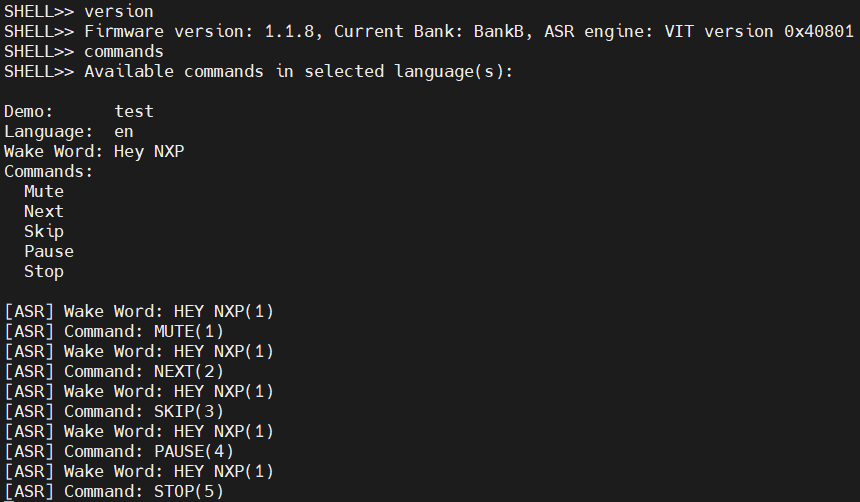 SHELL>> version
SHELL>> Firmware version: 1.1.8, Current Bank: BankB, ASR engine: VIT version 0x40801
SHELL>> commands
SHELL>> Available commands in selected language(s):
Demo:      test
Language:  en
Wake Word: Hey NXP
Commands:
  Mute
  Next
  Skip
  Pause
  Stop
[ASR] Wake Word: HEY NXP(1)
[ASR] Command: MUTE(1)
[ASR] Wake Word: HEY NXP(1)
[ASR] Command: NEXT(2)
[ASR] Wake Word: HEY NXP(1)
[ASR] Command: SKIP(3)
[ASR] Wake Word: HEY NXP(1)
[ASR] Command: PAUSE(4)
[ASR] Wake Word: HEY NXP(1)
[ASR] Command: STOP(5)